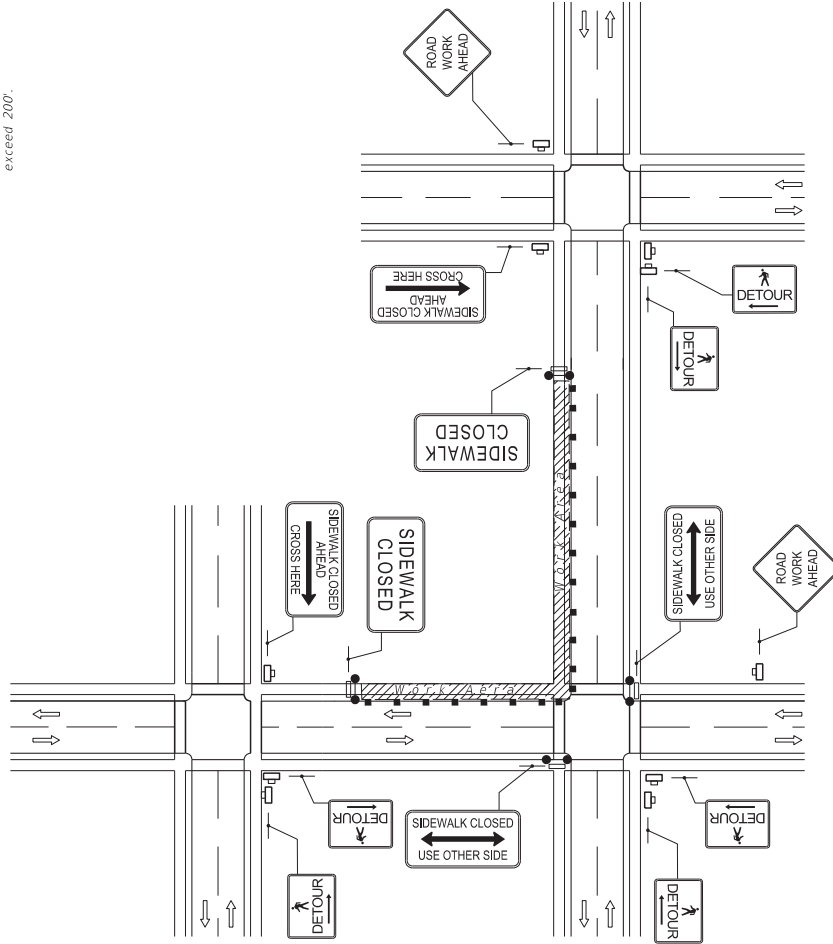 exceed 200'.
ROAD
WORK
AHEAD
SIDEWALK CLOSED
AHEAD
CROSS HERE
DETOUR
DETOUR
SIDEWALK
CLOSED
Work Area
SIDEWALK CLOSED
AHEAD
CROSS HERE
SIDEWALK
CLOSED
SIDEWALK CLOSED
USE OTHER SIDE
ROAD
WORK
AHEAD
Work Aera
DETOUR
DETOUR
SIDEWALK CLOSED
USE OTHER SIDE
DETOUR
DETOUR